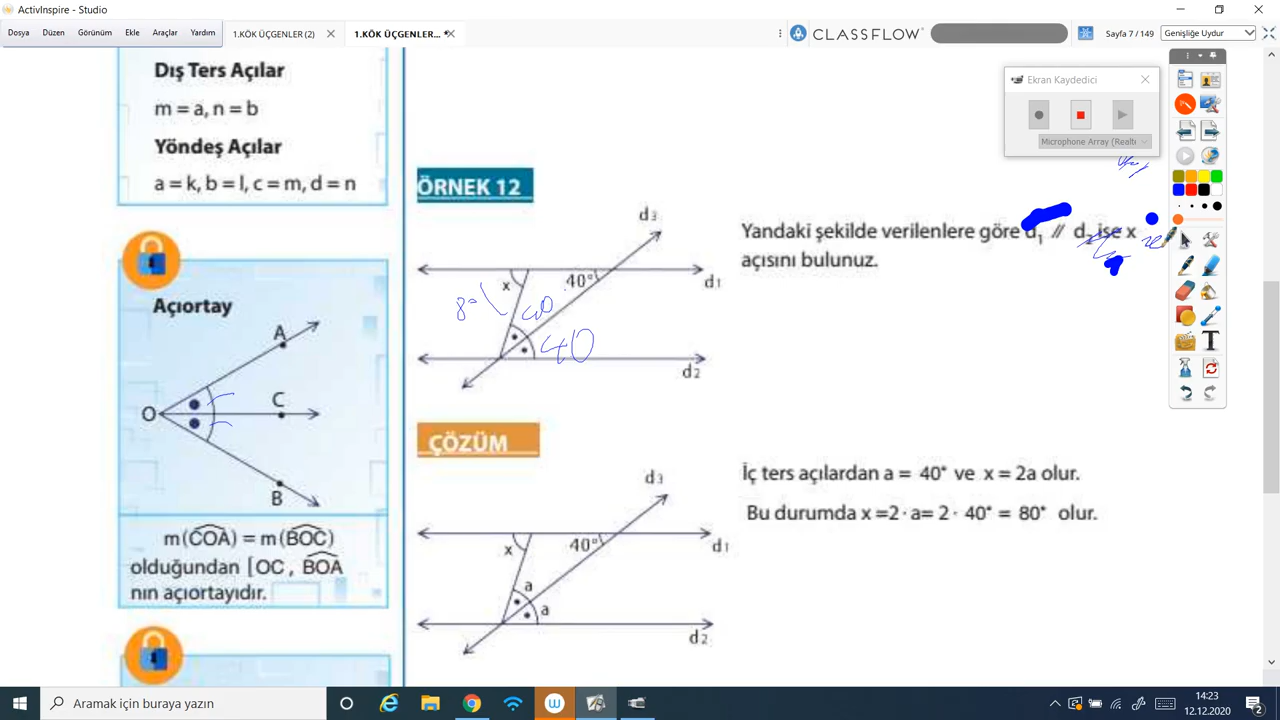 ActivInspire - Studio
Dosya Düzen Görünüm Ekle Araçlar Yardım
1.KÖK ÜÇGENLER (2)
1.KÖK ÜÇGENLER...*
CLASSFLOW
Sayfa 7 / 149
Genişliğe Uydur
Ekran Kaydedici
Microphone Array (Realt
Dış Ters Açılar
m = a, n = b
Yöndeş Açılar
a = k, b = l, c = m, d = n
Açıortay
A
O
C
B
m(COA) = m(BOC)
olduğundan [OC , BOA
nın açıortayıdır.
ÖRNEK 12
d3
x
40°
d1
80
40
40
d2
Yandaki şekilde verilenlere göre d1 // d2 ise x
açısını bulunuz.
ÇÖZÜM
d3
x
40°
d1
a
a
d2
İç ters açılardan a = 40° ve x = 2a olur.
Bu durumda x =2 · a= 2 · 40° = 80° olur.
T
Aramak için buraya yazın
14:23
12.12.2020
2